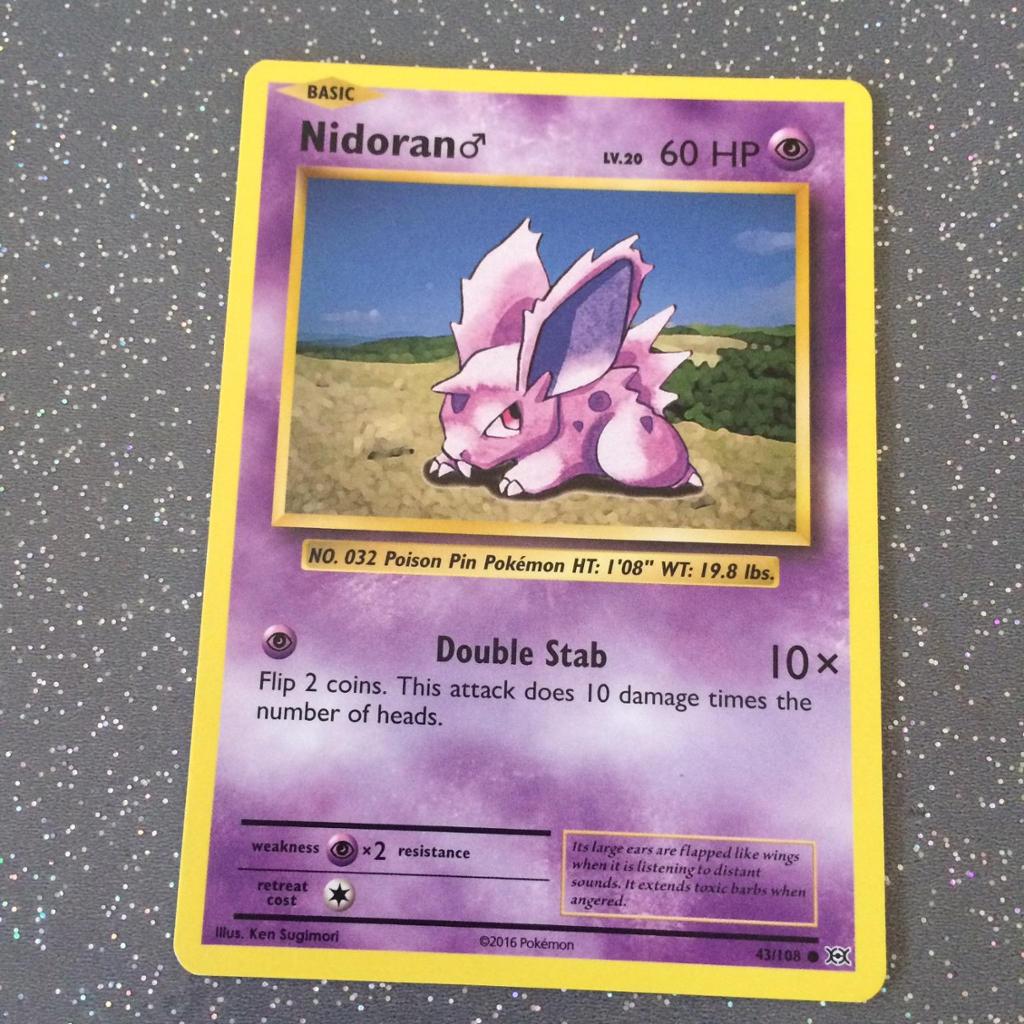 BASIC
Nidoran♂ LV.20 60 HP
NO. 032 Poison Pin Pokémon HT: 1'08" WT: 19.8 lbs.
Double Stab 10×
Flip 2 coins. This attack does 10 damage times the
number of heads.
weakness ×2 resistance
retreat
cost
Its large ears are flapped like wings
when it is listening to distant
sounds. It extends toxic barbs when
angered.
Illus. Ken Sugimori
©2016 Pokémon
43/108